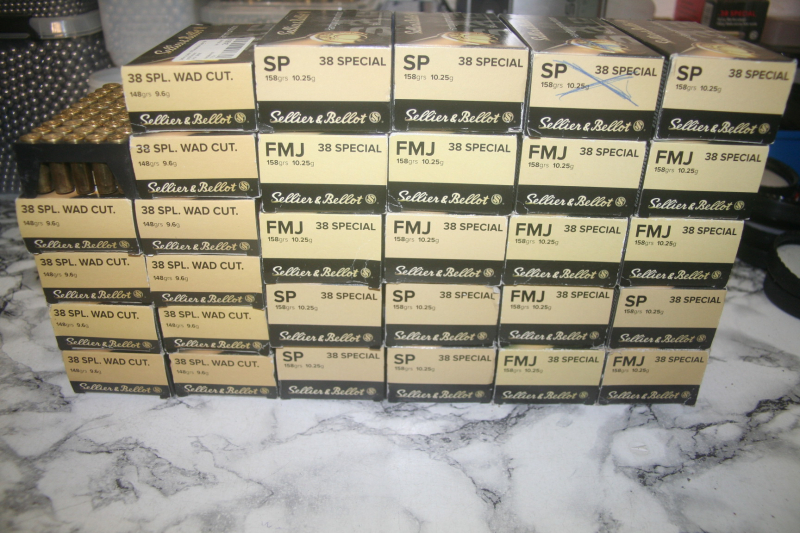 Sellier & Bellot
38 SPL. WAD CUT.
148grs 9.6g
Sellier & Bellot
SP 38 SPECIAL
158grs 10.25g
Sellier & Bellot
SP 38 SPECIAL
158grs 10.25g
Sellier & Bellot
SP 38 SPECIAL
158grs 10.25g
Sellier & Bellot
SP 38 SPECIAL
158grs 10.25g
Sellier & Bellot
38 SPECIAL
38 SPL. WAD CUT.
148grs 9.6g
Sellier & Bellot
FMJ 38 SPECIAL
158grs 10.25g
Sellier & Bellot
FMJ 38 SPECIAL
158grs 10.25g
Sellier & Bellot
FMJ 38 SPECIAL
158grs 10.25g
Sellier & Bellot
FMJ 38 SPECIAL
158grs 10.25g
Sellier & Bellot
38 SPL. WAD CUT.
148grs 9.6g
Sellier & Bellot
38 SPL. WAD CUT.
148grs 9.6g
Sellier & Bellot
FMJ 38 SPECIAL
158grs 10.25g
Sellier & Bellot
FMJ 38 SPECIAL
158grs 10.25g
Sellier & Bellot
FMJ 38 SPECIAL
158grs 10.25g
Sellier & Bellot
FMJ 38 SPECIAL
158grs 10.25g
Sellier & Bellot
38 SPL. WAD CUT.
148grs 9.6g
Sellier & Bellot
38 SPL. WAD CUT.
148grs 9.6g
Sellier & Bellot
SP 38 SPECIAL
158grs 10.25g
Sellier & Bellot
SP 38 SPECIAL
158grs 10.25g
Sellier & Bellot
FMJ 38 SPECIAL
158grs 10.25g
Sellier & Bellot
SP 38 SPECIAL
158grs 10.25g
Sellier & Bellot
38 SPL. WAD CUT.
148grs 9.6g
Sellier & Bellot
38 SPL. WAD CUT.
148grs 9.6g
Sellier & Bellot
38 SPL. WAD CUT.
148grs 9.6g
Sellier & Bellot
38 SPL. WAD CUT.
148grs 9.6g
Sellier & Bellot
SP 38 SPECIAL
158grs 10.25g
Sellier & Bellot
SP 38 SPECIAL
158grs 10.25g
Sellier & Bellot
FMJ 38 SPECIAL
158grs 10.25g
Sellier & Bellot
FMJ 38 SPECIAL
158grs 10.25g
Sellier & Bellot